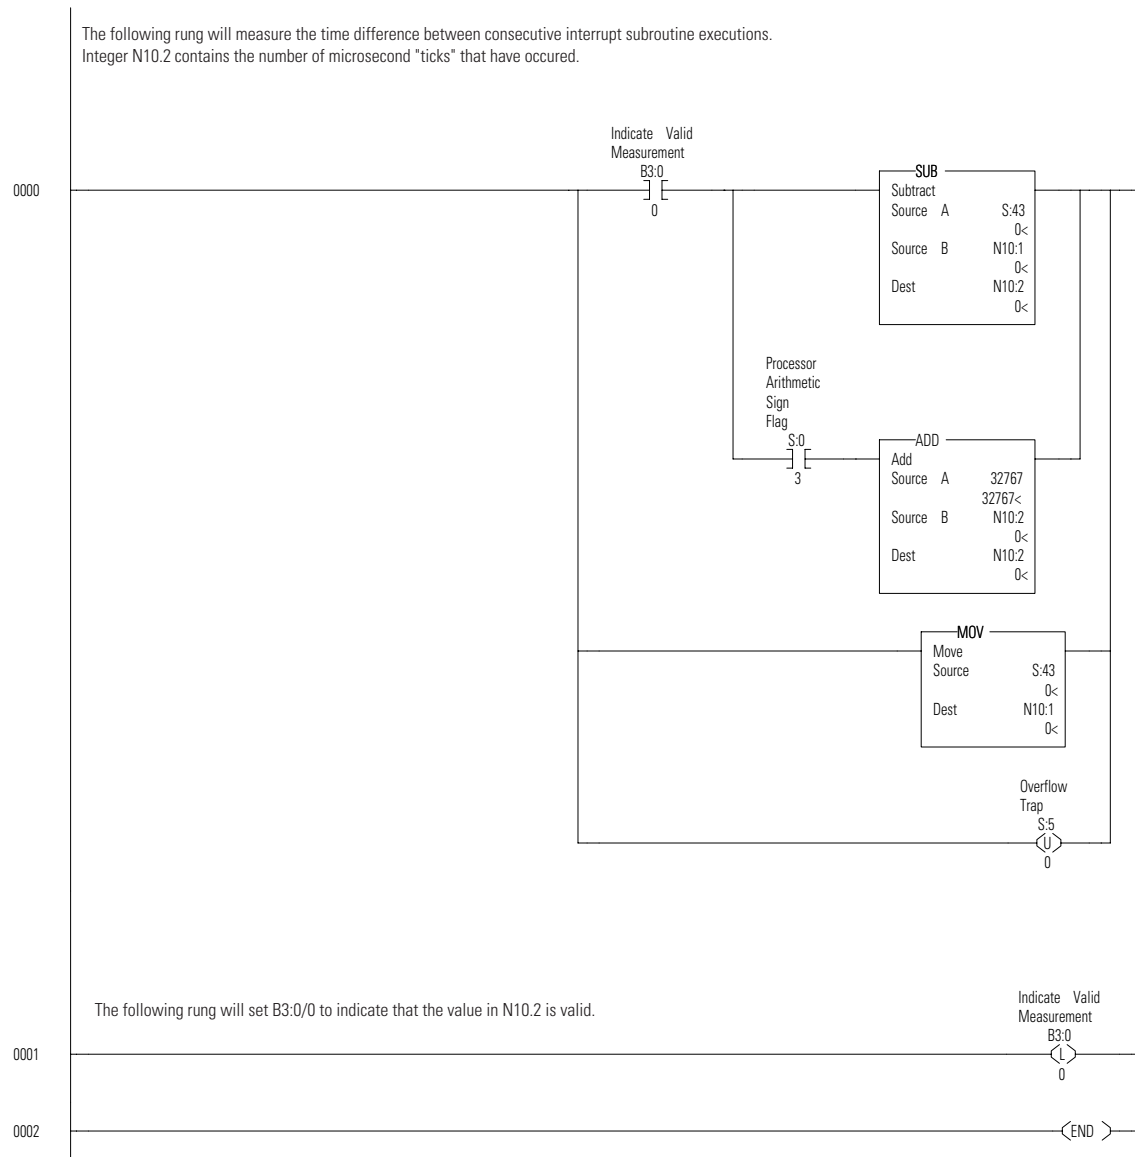 The following rung will measure the time difference between consecutive interrupt subroutine executions.
Integer N10.2 contains the number of microsecond "ticks" that have occured.
Indicate Valid
Measurement
B3:0
0000
0
SUB
Subtract
Source A S:43
0<
Source B N10:1
0<
Dest N10:2
0<
Processor
Arithmetic
Sign
Flag
S:0
3
ADD
Add
Source A 32767
32767<
Source B N10:2
0<
Dest N10:2
0<
MOV
Move
Source S:43
0<
Dest N10:1
0<
Overflow
Trap
S:5
U
0
The following rung will set B3:0/0 to indicate that the value in N10.2 is valid.
Indicate Valid
Measurement
B3:0
0001
L
0
0002
END